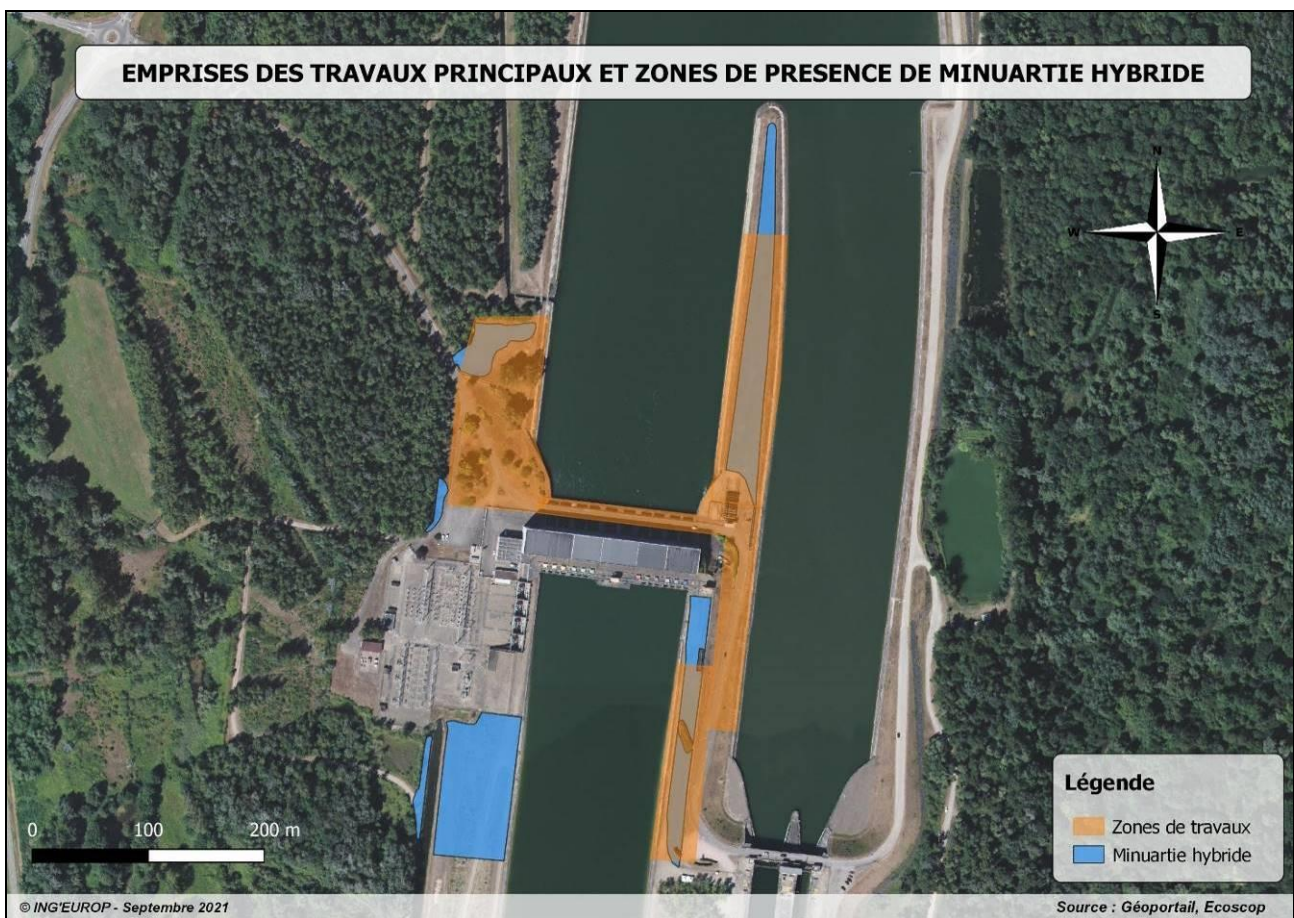 EMPRISES DES TRAVAUX PRINCIPAUX ET ZONES DE PRESENCE DE MINUARTIE HYBRIDE
N
W
E
S
Légende
Zones de travaux
Minuartie hybride
0 100 200 m
© ING'EUROP - Septembre 2021
Source : Géoportail, Ecoscop